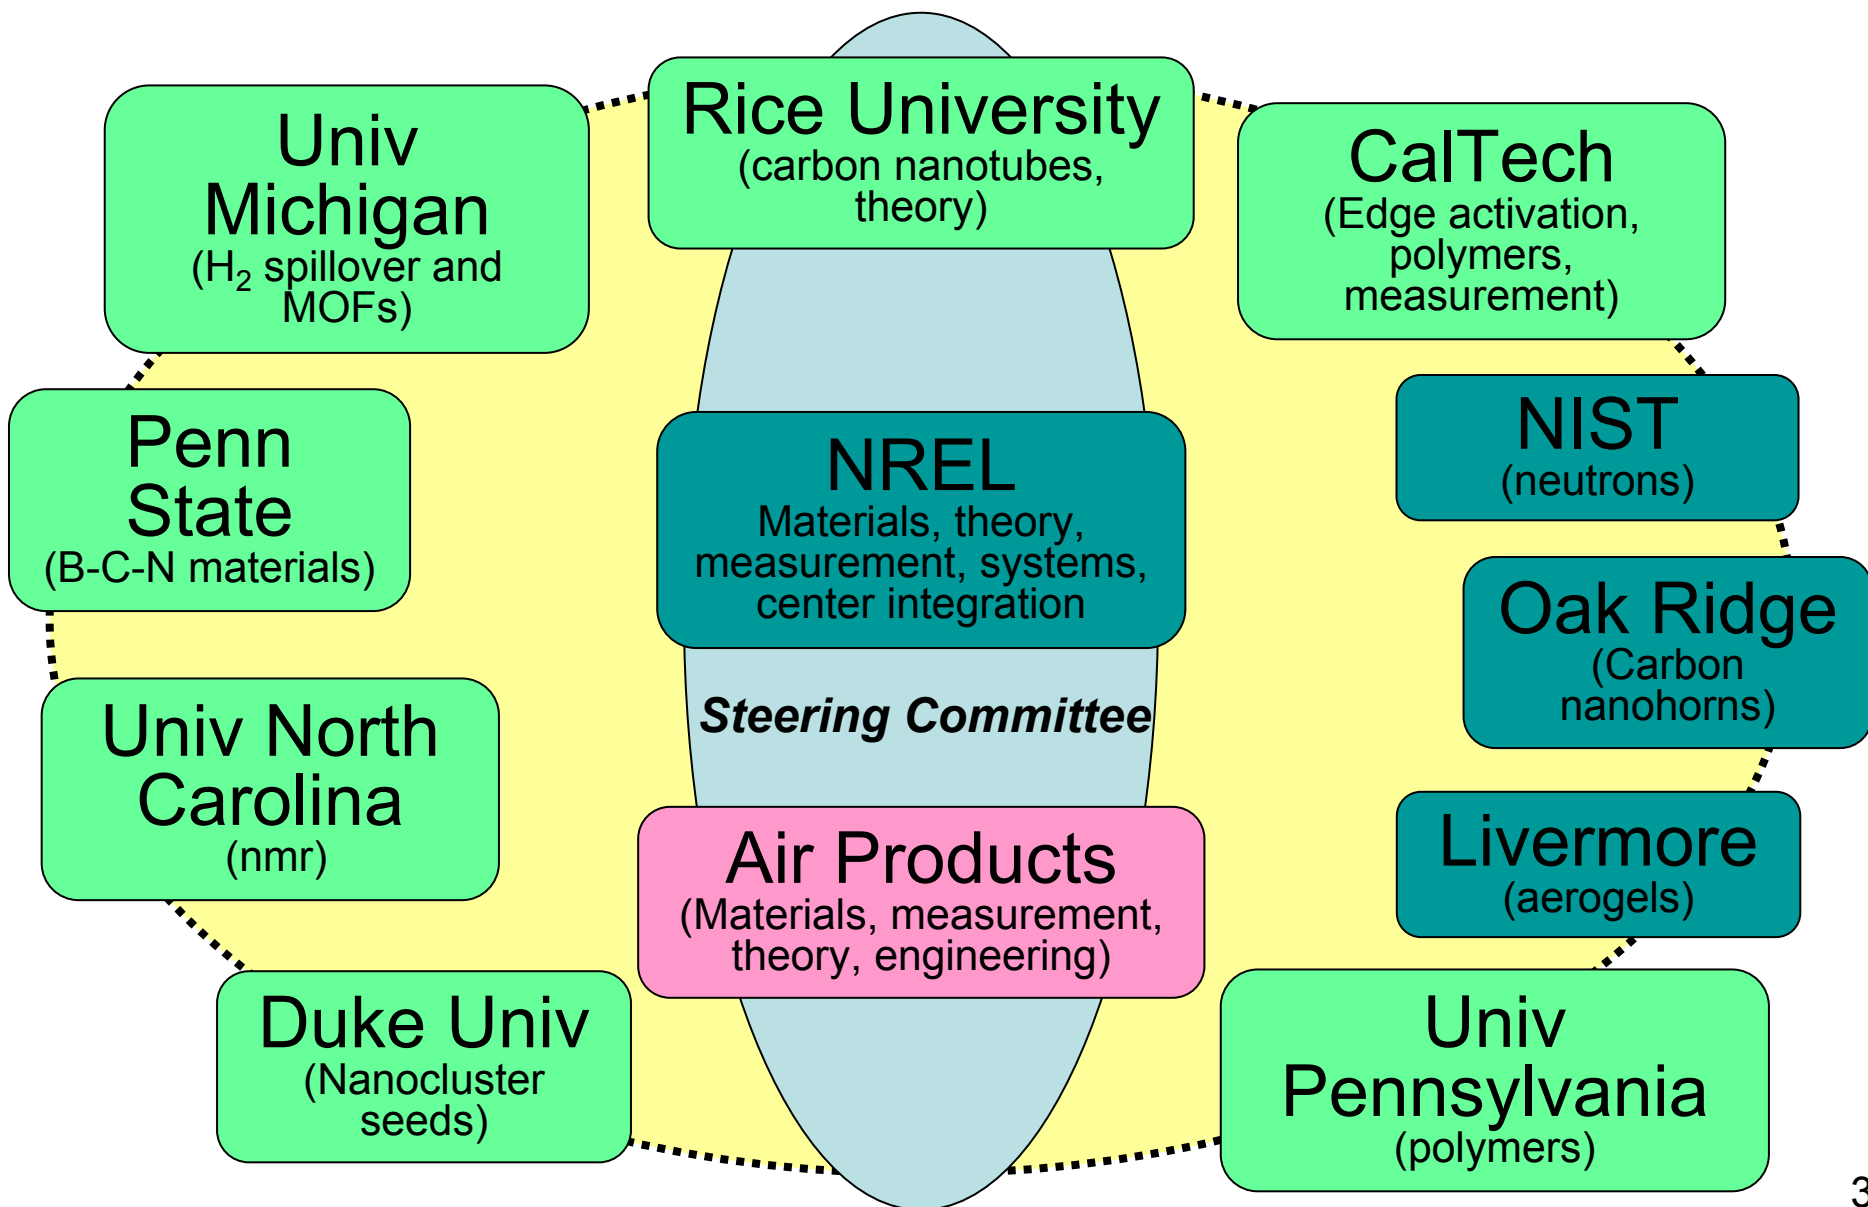 Rice University
(carbon nanotubes,
theory)
Univ
Michigan
(H₂ spillover and
MOFs)
CalTech
(Edge activation,
polymers,
measurement)
Penn
State
(B-C-N materials)
NREL
Materials, theory,
measurement, systems,
center integration
NIST
(neutrons)
Oak Ridge
(Carbon
nanohorns)
Univ North
Carolina
(nmr)
Steering Committee
Livermore
(aerogels)
Air Products
(Materials, measurement,
theory, engineering)
Duke Univ
(Nanocluster
seeds)
Univ
Pennsylvania
(polymers)
3